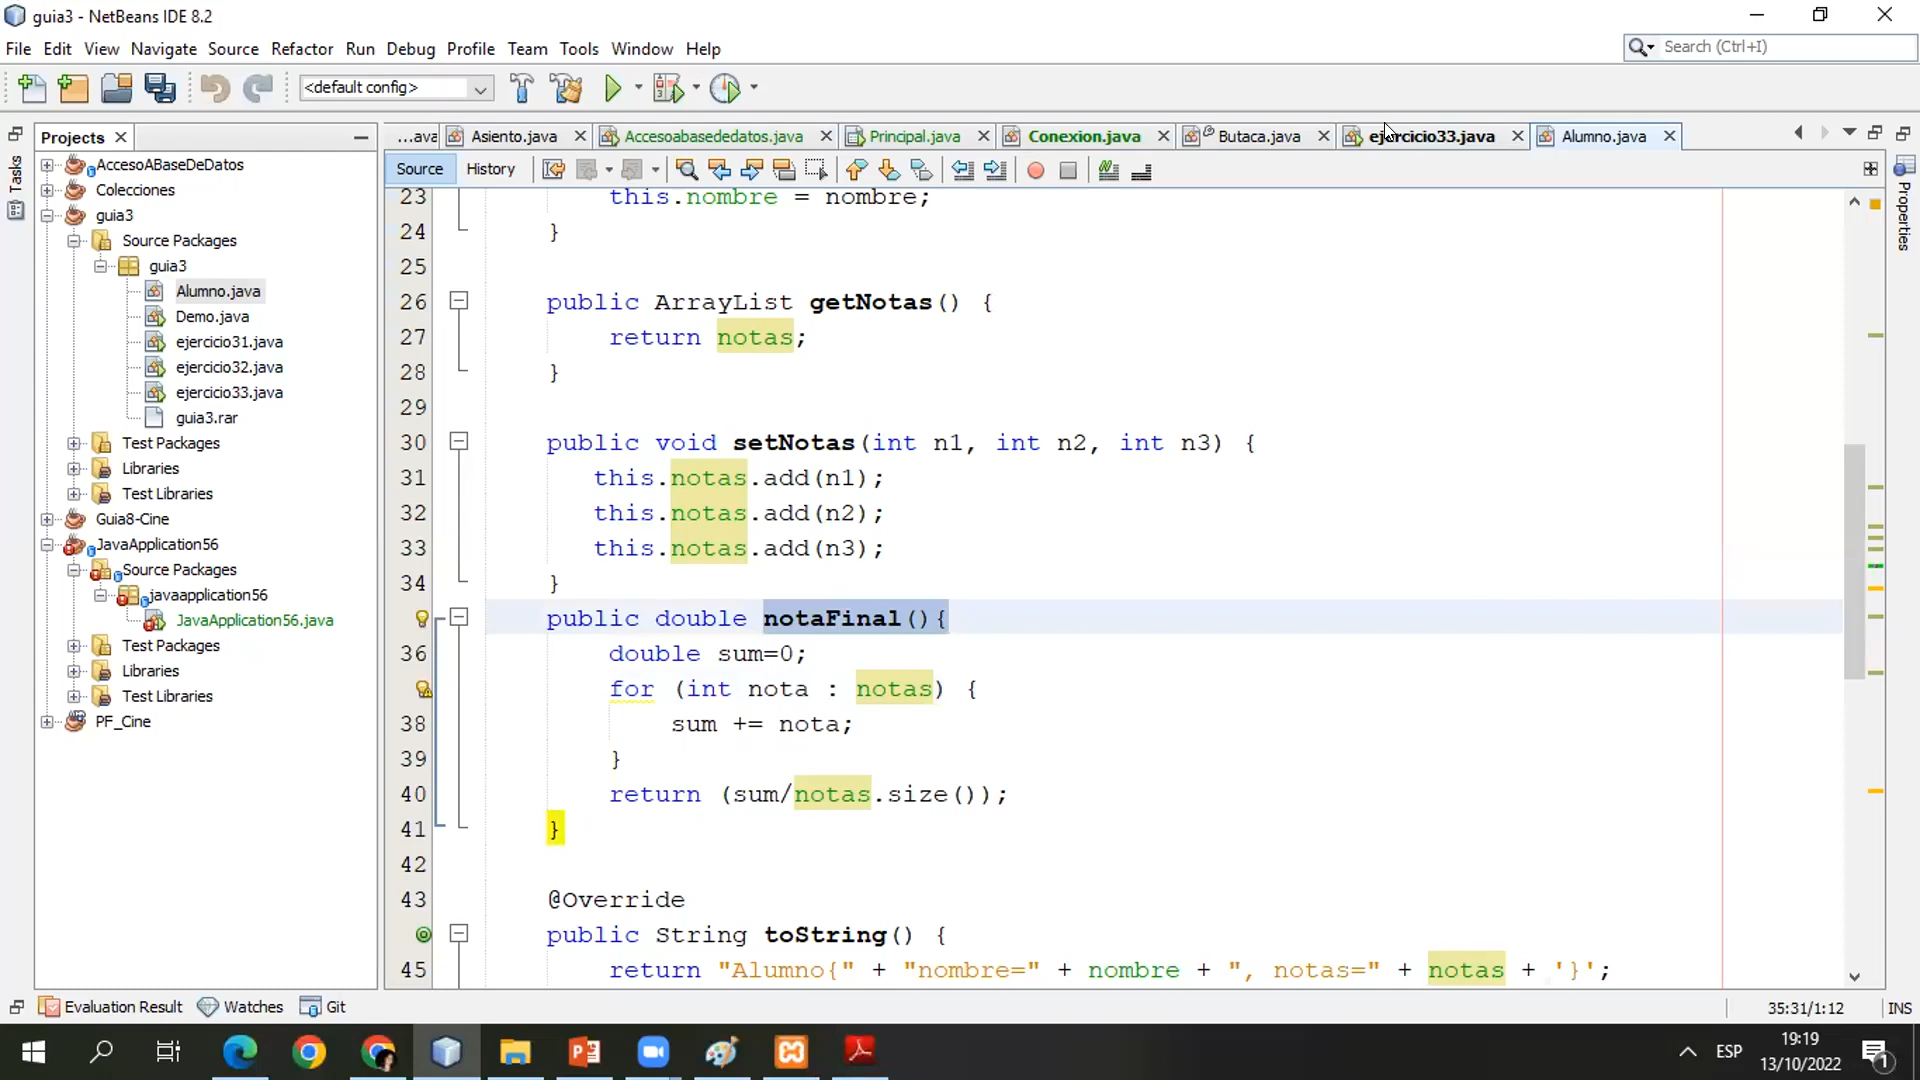 guia3 - NetBeans IDE 8.2
File Edit View Navigate Source Refactor Run Debug Profile Team Tools Window Help
Search (Ctrl+I)
<default config>
Projects
...ava Asiento.java Accesoabasededatos.java Principal.java Conexion.java Butaca.java ejercicio33.java Alumno.java
Source History
Tasks
Properties
AccesoABaseDeDatos
Colecciones
guia3
Source Packages
guia3
Alumno.java
Demo.java
ejercicio31.java
ejercicio32.java
ejercicio33.java
guia3.rar
Test Packages
Libraries
Test Libraries
Guia8-Cine
JavaApplication56
Source Packages
javaapplication56
JavaApplication56.java
Test Packages
Libraries
Test Libraries
PF_Cine
23 this.nombre = nombre;
24 }
25
26 public ArrayList getNotas() {
27 return notas;
28 }
29
30 public void setNotas(int n1, int n2, int n3) {
31 this.notas.add(n1);
32 this.notas.add(n2);
33 this.notas.add(n3);
34 }
public double notaFinal(){
36 double sum=0;
for (int nota : notas) {
38 sum += nota;
39 }
40 return (sum/notas.size());
41 }
42
43 @Override
public String toString() {
45 return "Alumno{" + "nombre=" + nombre + ", notas=" + notas + '}';
Evaluation Result Watches Git
35:31/1:12 INS
ESP
19:19
13/10/2022
1